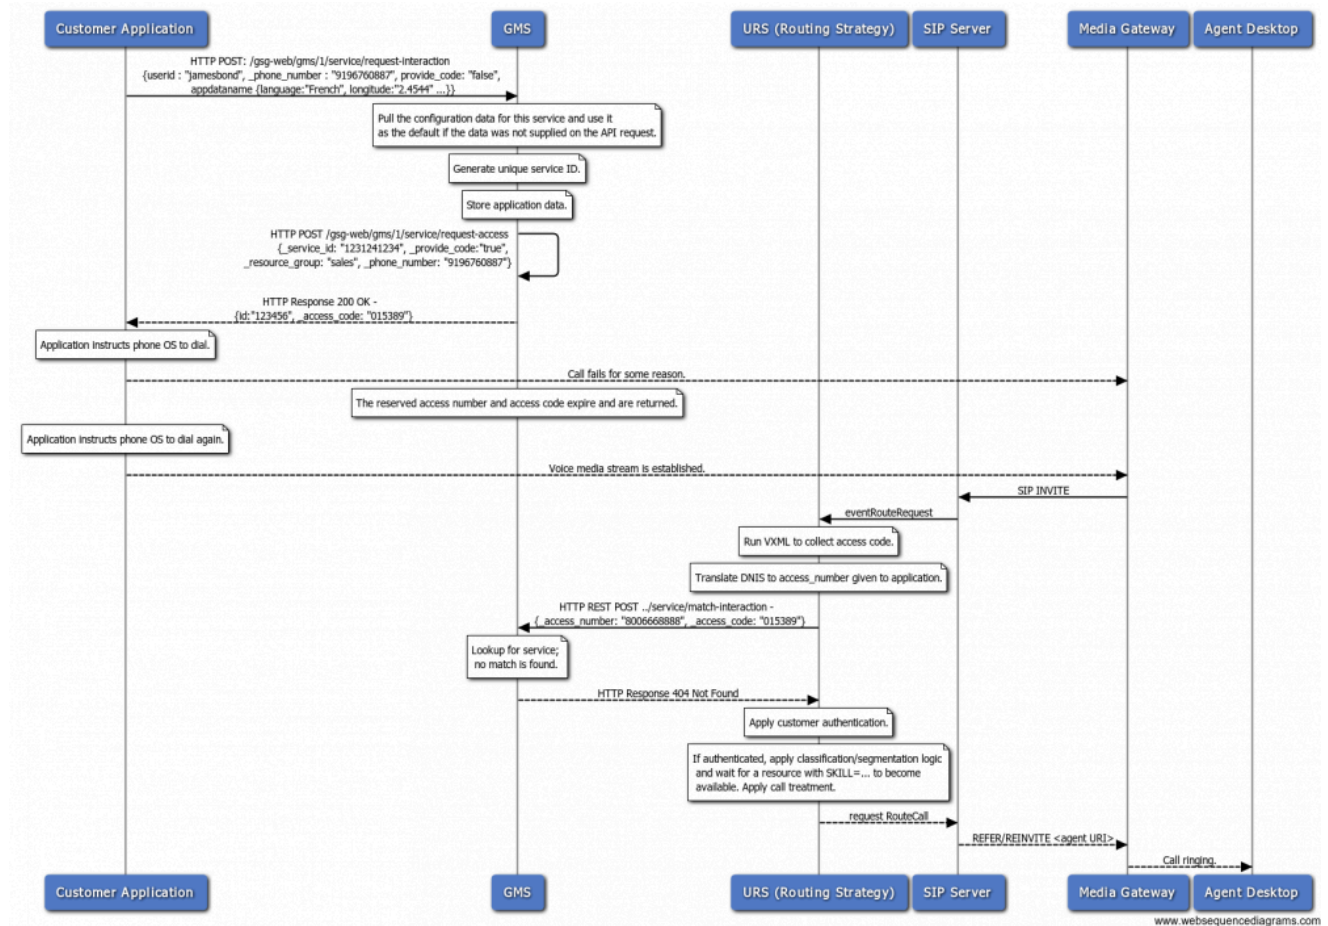 Customer Application
GMS
URS (Routing Strategy)
SIP Server
Media Gateway
Agent Desktop
HTTP POST: /gsg-web/gms/1/service/request-interaction
{userid : "jamesbond", _phone_number : "9196760887", provide_code: "false",
appdataname {language:"French", longitude:"2.4544" ...}}
Pull the configuration data for this service and use it
as the default if the data was not supplied on the API request.
Generate unique service ID.
Store application data.
HTTP POST /gsg-web/gms/1/service/request-access
{_service_id: "1231241234", _provide_code:"true",
_resource_group: "sales", _phone_number: "9196760887"}
HTTP Response 200 OK -
{id:"123456", _access_code: "015389"}
Application instructs phone OS to dial.
Call fails for some reason.
The reserved access number and access code expire and are returned.
Application instructs phone OS to dial again.
Voice media stream is established.
SIP INVITE
eventRouteRequest
Run VXML to collect access code.
Translate DNIS to access_number given to application.
HTTP REST POST ../service/match-interaction -
{_access_number: "8006668888", _access_code: "015389"}
Lookup for service;
no match is found.
HTTP Response 404 Not Found
Apply customer authentication.
If authenticated, apply classification/segmentation logic
and wait for a resource with SKILL=... to become
available. Apply call treatment.
request RouteCall
REFER/REINVITE <agent URI>
Call ringing.
Customer Application
GMS
URS (Routing Strategy)
SIP Server
Media Gateway
Agent Desktop
www.websequencediagrams.com